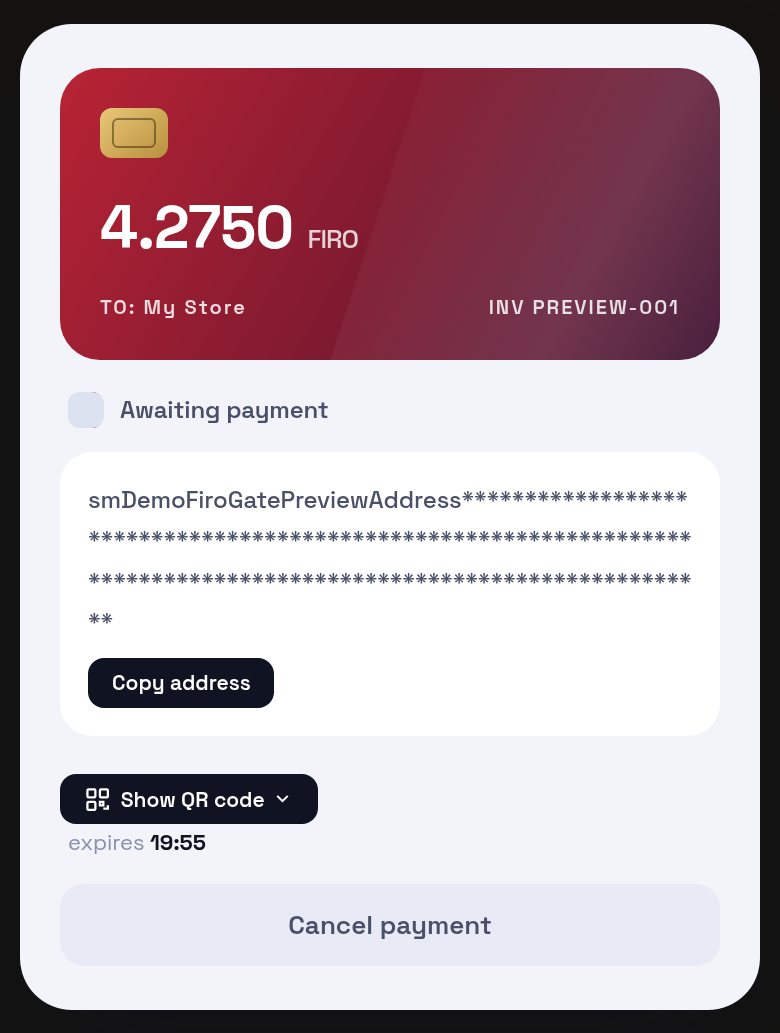 4.2750 FIRO
TO: My Store INV PREVIEW-001
Awaiting payment
smDemoFiroGatePreviewAddress******************
************************************************
************************************************
**
Copy address
Show QR code
expires 19:55
Cancel payment